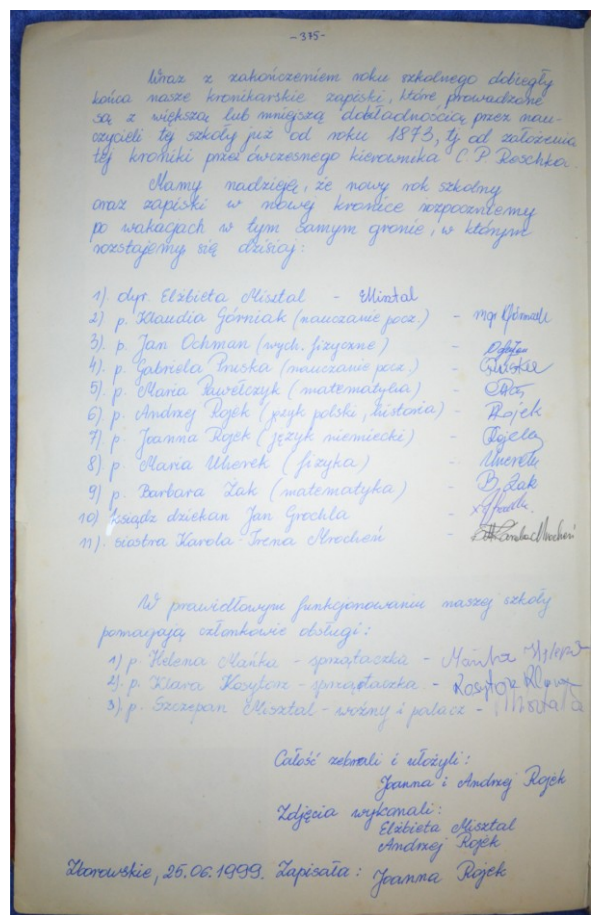 -375-
Wraz z zakończeniem roku szkolnego dobiegły
końca nasze kronikarskie zapiski, które prowadzone
są z większą lub mniejszą dokładnością przez nau-
czycieli tej szkoły już od roku 1873, tj od założenia
tej kroniki przez ówczesnego kierownika C P Reschka.
Mamy nadzieję, że nowy rok szkolny
oraz zapiski w nowej kronice rozpoczniemy
po wakacjach w tym samym gronie, w którym
rozstajemy się dzisiaj:
1). dyr. Elżbieta Misztal - EMisztal
2) p. Klaudia Górniak (nauczanie pocz.) - mgr KGórniak
3). p. Jan Ochman (wych. fizyczne) -
4). p. Gabriela Pruska (nauczanie pocz.) - GPruska
5). p. Maria Pawełczyk (matematyka) -
6) p. Andrzej Rojek (język polski, historia) - ARojek
7) p. Joanna Rojek (język niemiecki) -
8) p. Maria Uherek (fizyka) -
9) p. Barbara Żak (matematyka) - B. Żak
10) ksiądz dziekan Jan Grochla -
11). siostra Karola-Irena Mrocheń -
W prawidłowym funkcjonowaniu naszej szkoły
pomagają członkowie obsługi:
1) p. Helena Mańka - sprzątaczka - Mańka
2). p. Klara Kosytorz - sprzątaczka - Kosytorz Klara
3) p. Szczepan Misztal - woźny i palacz -
Całość zebrali i ułożyli:
Joanna i Andrzej Rojek
Zdjęcia wykonali:
Elżbieta Misztal
Andrzej Rojek
Zborowskie, 25.06.1999. Zapisała: Joanna Rojek